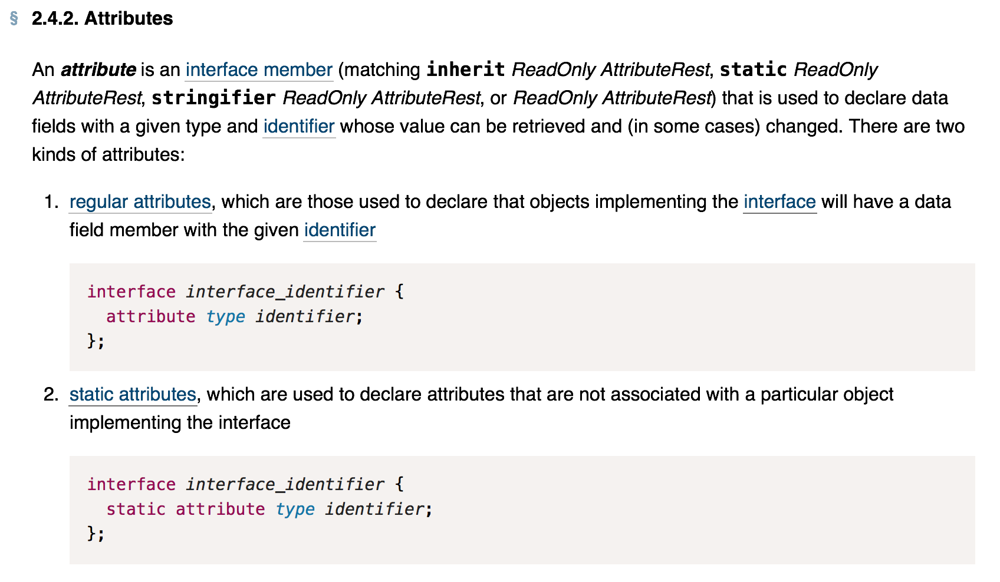 § 2.4.2. Attributes
An attribute is an interface member (matching inherit ReadOnly AttributeRest, static ReadOnly
AttributeRest, stringifier ReadOnly AttributeRest, or ReadOnly AttributeRest) that is used to declare data
fields with a given type and identifier whose value can be retrieved and (in some cases) changed. There are two
kinds of attributes:
1. regular attributes, which are those used to declare that objects implementing the interface will have a data
field member with the given identifier
interface interface_identifier {
  attribute type identifier;
};
2. static attributes, which are used to declare attributes that are not associated with a particular object
implementing the interface
interface interface_identifier {
  static attribute type identifier;
};